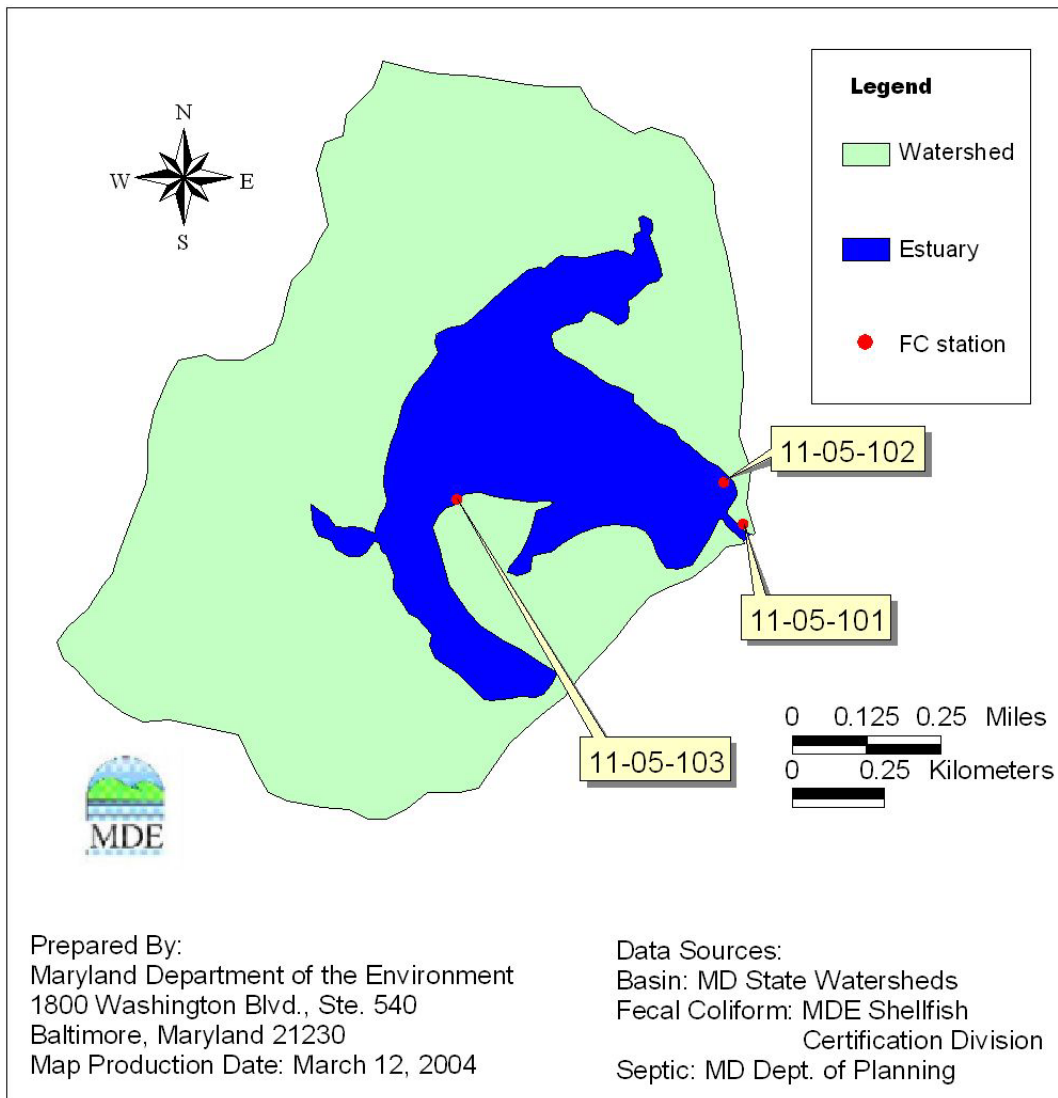 Legend
Watershed
Estuary
FC station
N
W E
S
11-05-102
11-05-101
11-05-103
0 0.125 0.25 Miles
0 0.25 Kilometers
MDE
Prepared By:
Maryland Department of the Environment
1800 Washington Blvd., Ste. 540
Baltimore, Maryland 21230
Map Production Date: March 12, 2004
Data Sources:
Basin: MD State Watersheds
Fecal Coliform: MDE Shellfish
Certification Division
Septic: MD Dept. of Planning